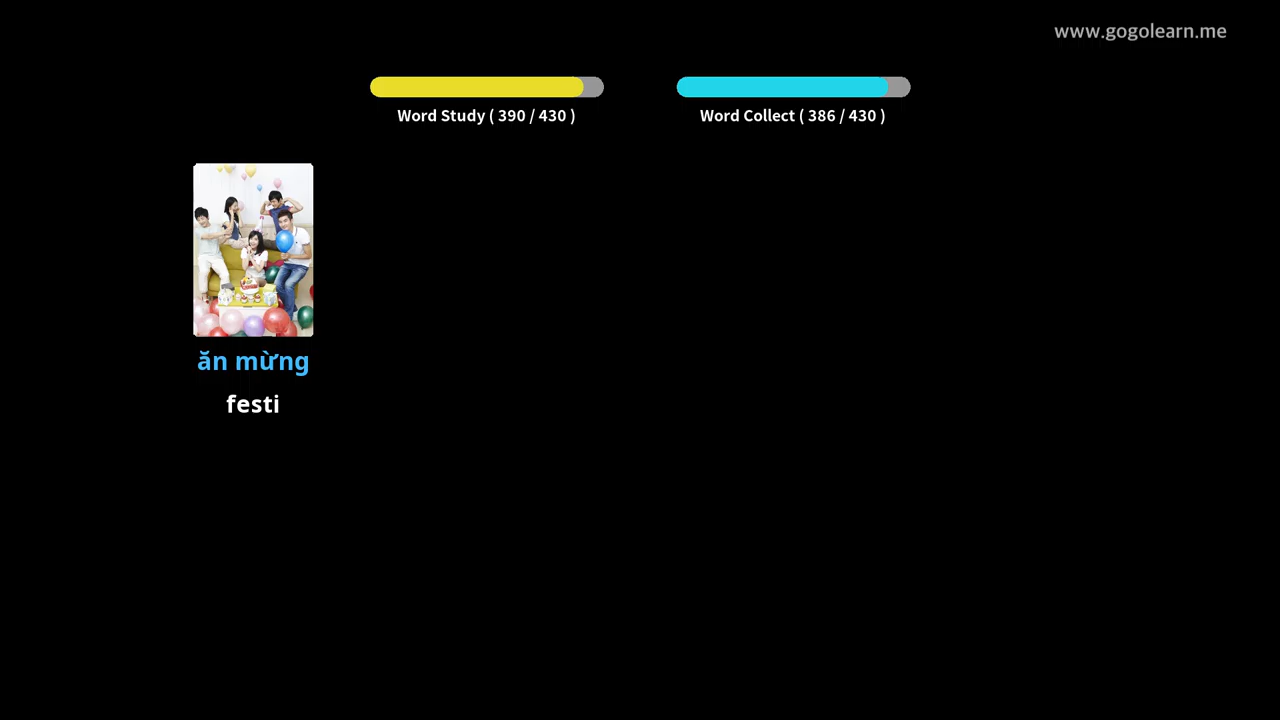 www.gogolearn.me
Word Study ( 390 / 430 )
Word Collect ( 386 / 430 )
ăn mừng
festi